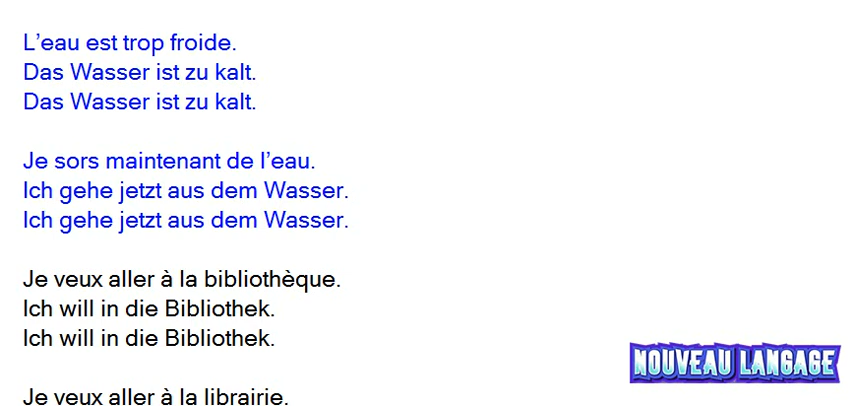 L’eau est trop froide.
Das Wasser ist zu kalt.
Das Wasser ist zu kalt.
Je sors maintenant de l’eau.
Ich gehe jetzt aus dem Wasser.
Ich gehe jetzt aus dem Wasser.
Je veux aller à la bibliothèque.
Ich will in die Bibliothek.
Ich will in die Bibliothek.
Je veux aller à la librairie.
NOUVEAU LANGAGE